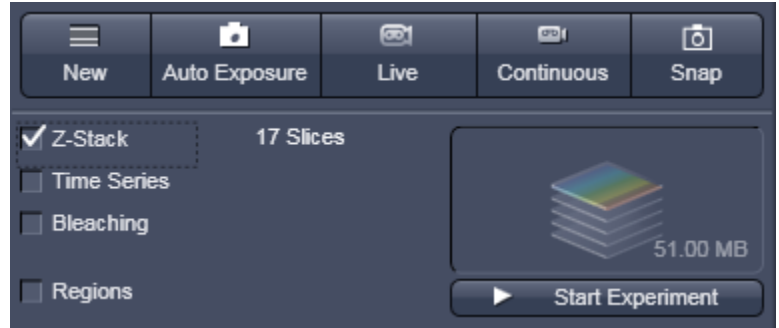 New Auto Exposure Live Continuous Snap
Z-Stack 17 Slices
Time Series
Bleaching
51.00 MB
Regions
Start Experiment